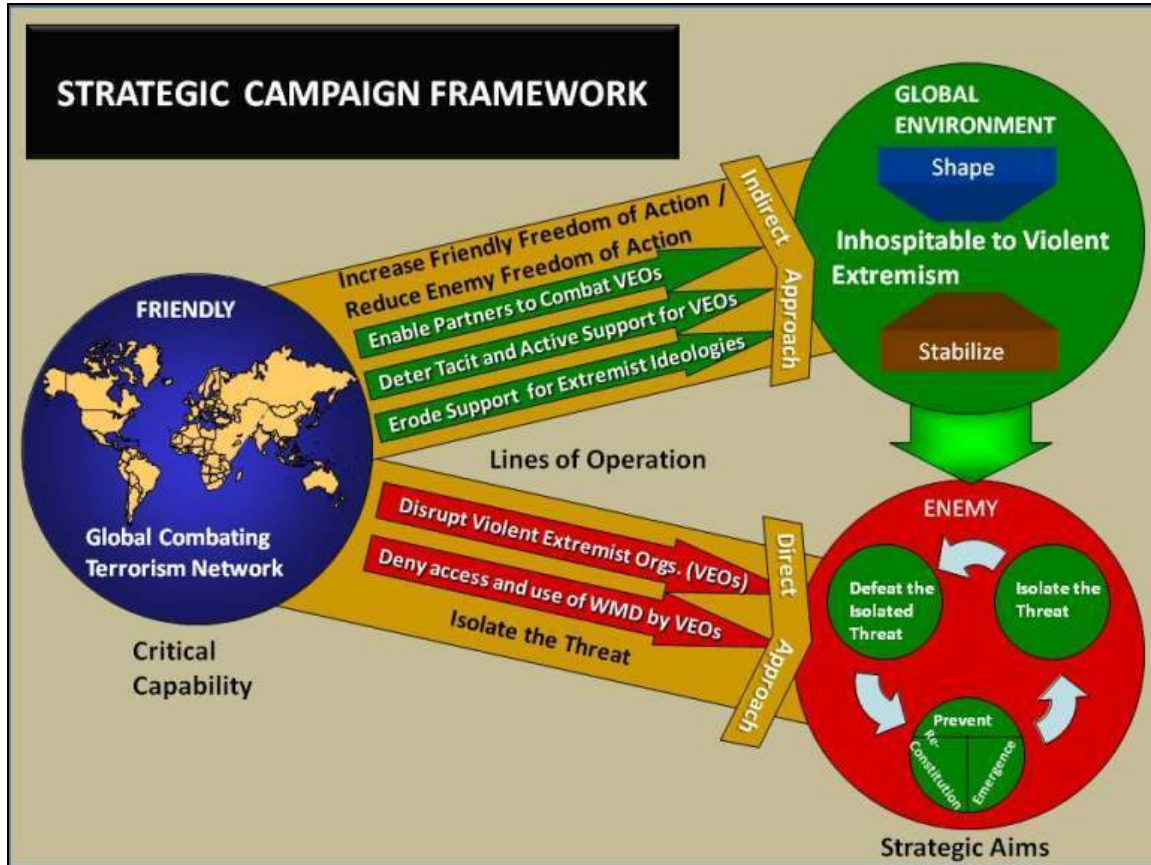 STRATEGIC CAMPAIGN FRAMEWORK
GLOBAL
ENVIRONMENT
Shape
Inhospitable to Violent
Extremism
Stabilize
Indirect
Approach
Increase Friendly Freedom of Action /
Reduce Enemy Freedom of Action
Enable Partners to Combat VEOs
Deter Tacit and Active Support for VEOs
Erode Support for Extremist Ideologies
FRIENDLY
Global Combating
Terrorism Network
Critical
Capability
Lines of Operation
Disrupt Violent Extremist Orgs. (VEOs)
Deny access and use of WMD by VEOs
Isolate the Threat
Direct
Approach
ENEMY
Defeat the
Isolated
Threat
Isolate the
Threat
Prevent
Re-
Constitution
Emergence
Strategic Aims